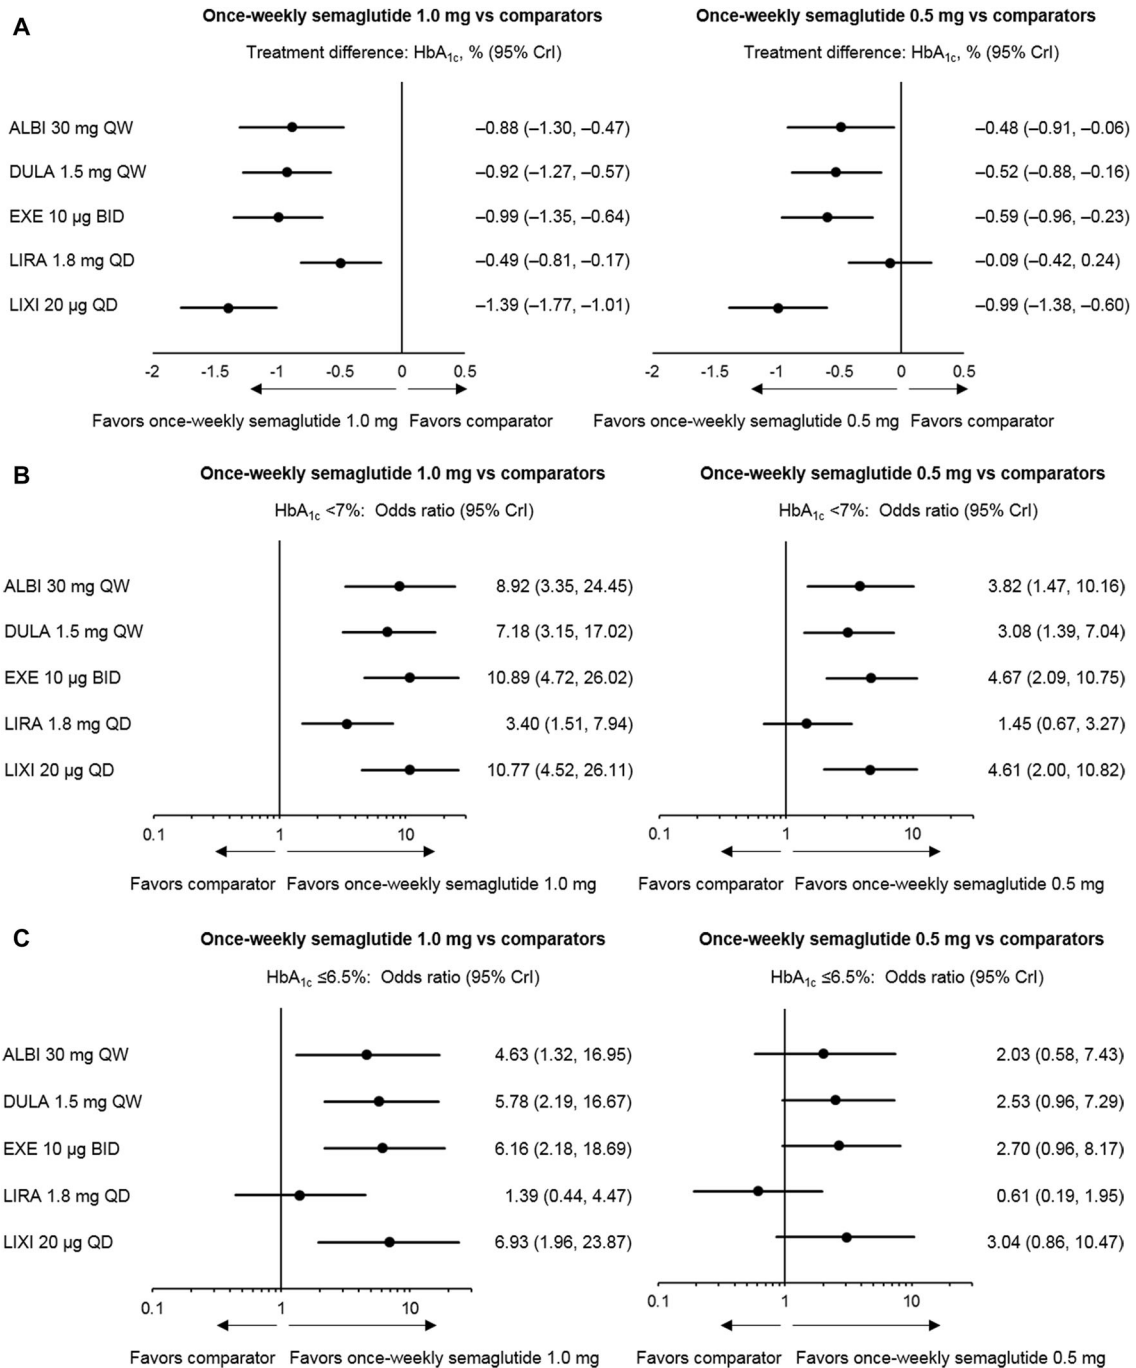 A
Once-weekly semaglutide 1.0 mg vs comparators
Once-weekly semaglutide 0.5 mg vs comparators
Treatment difference: HbA1c, % (95% CrI)
Treatment difference: HbA1c, % (95% CrI)
ALBI 30 mg QW –0.88 (–1.30, –0.47) –0.48 (–0.91, –0.06)
DULA 1.5 mg QW –0.92 (–1.27, –0.57) –0.52 (–0.88, –0.16)
EXE 10 µg BID –0.99 (–1.35, –0.64) –0.59 (–0.96, –0.23)
LIRA 1.8 mg QD –0.49 (–0.81, –0.17) –0.09 (–0.42, 0.24)
LIXI 20 µg QD –1.39 (–1.77, –1.01) –0.99 (–1.38, –0.60)
-2 -1.5 -1 -0.5 0 0.5 -2 -1.5 -1 -0.5 0 0.5
Favors once-weekly semaglutide 1.0 mg Favors comparator Favors once-weekly semaglutide 0.5 mg Favors comparator
B
Once-weekly semaglutide 1.0 mg vs comparators
Once-weekly semaglutide 0.5 mg vs comparators
HbA1c <7%: Odds ratio (95% CrI)
HbA1c <7%: Odds ratio (95% CrI)
ALBI 30 mg QW 8.92 (3.35, 24.45) 3.82 (1.47, 10.16)
DULA 1.5 mg QW 7.18 (3.15, 17.02) 3.08 (1.39, 7.04)
EXE 10 µg BID 10.89 (4.72, 26.02) 4.67 (2.09, 10.75)
LIRA 1.8 mg QD 3.40 (1.51, 7.94) 1.45 (0.67, 3.27)
LIXI 20 µg QD 10.77 (4.52, 26.11) 4.61 (2.00, 10.82)
0.1 1 10 0.1 1 10
Favors comparator Favors once-weekly semaglutide 1.0 mg Favors comparator Favors once-weekly semaglutide 0.5 mg
C
Once-weekly semaglutide 1.0 mg vs comparators
Once-weekly semaglutide 0.5 mg vs comparators
HbA1c ≤6.5%: Odds ratio (95% CrI)
HbA1c ≤6.5%: Odds ratio (95% CrI)
ALBI 30 mg QW 4.63 (1.32, 16.95) 2.03 (0.58, 7.43)
DULA 1.5 mg QW 5.78 (2.19, 16.67) 2.53 (0.96, 7.29)
EXE 10 µg BID 6.16 (2.18, 18.69) 2.70 (0.96, 8.17)
LIRA 1.8 mg QD 1.39 (0.44, 4.47) 0.61 (0.19, 1.95)
LIXI 20 µg QD 6.93 (1.96, 23.87) 3.04 (0.86, 10.47)
0.1 1 10 0.1 1 10
Favors comparator Favors once-weekly semaglutide 1.0 mg Favors comparator Favors once-weekly semaglutide 0.5 mg